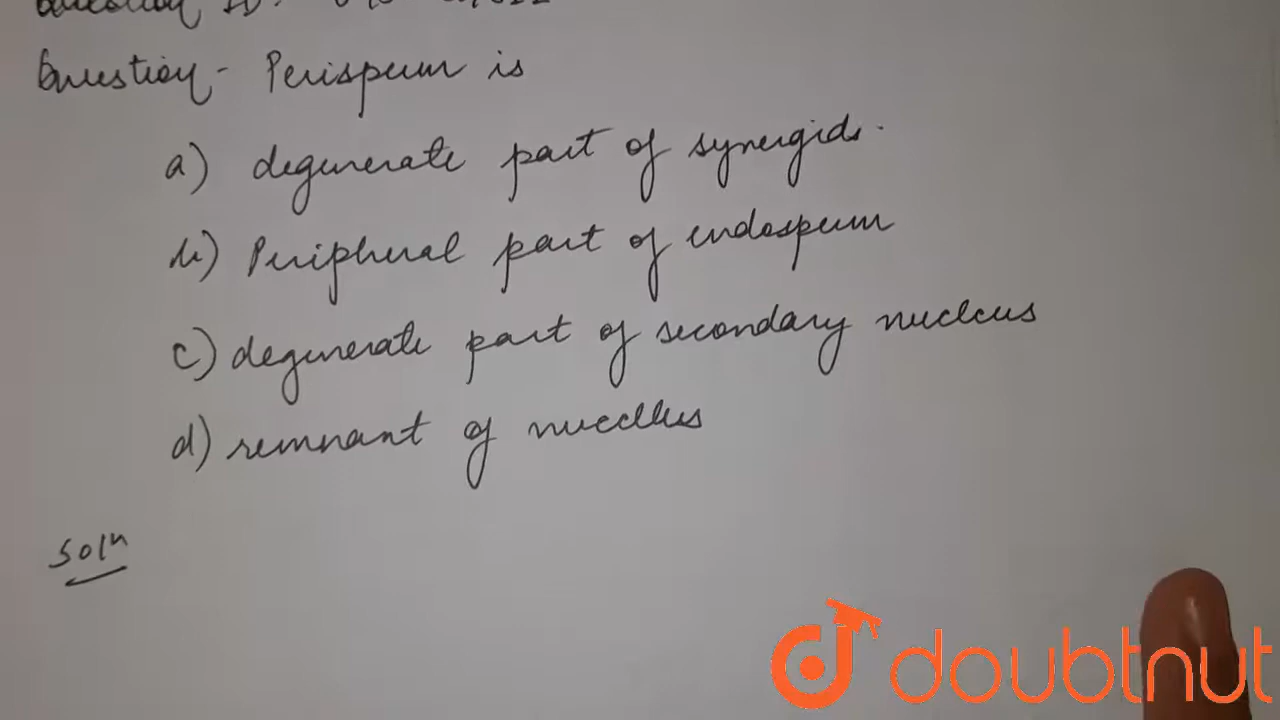 Question - Perisperm is
a) degenerate part of synergids.
b) Peripheral part of endosperm
c) degenerate part of secondary nucleus
d) remnant of nucellus
Soln
doubtnut